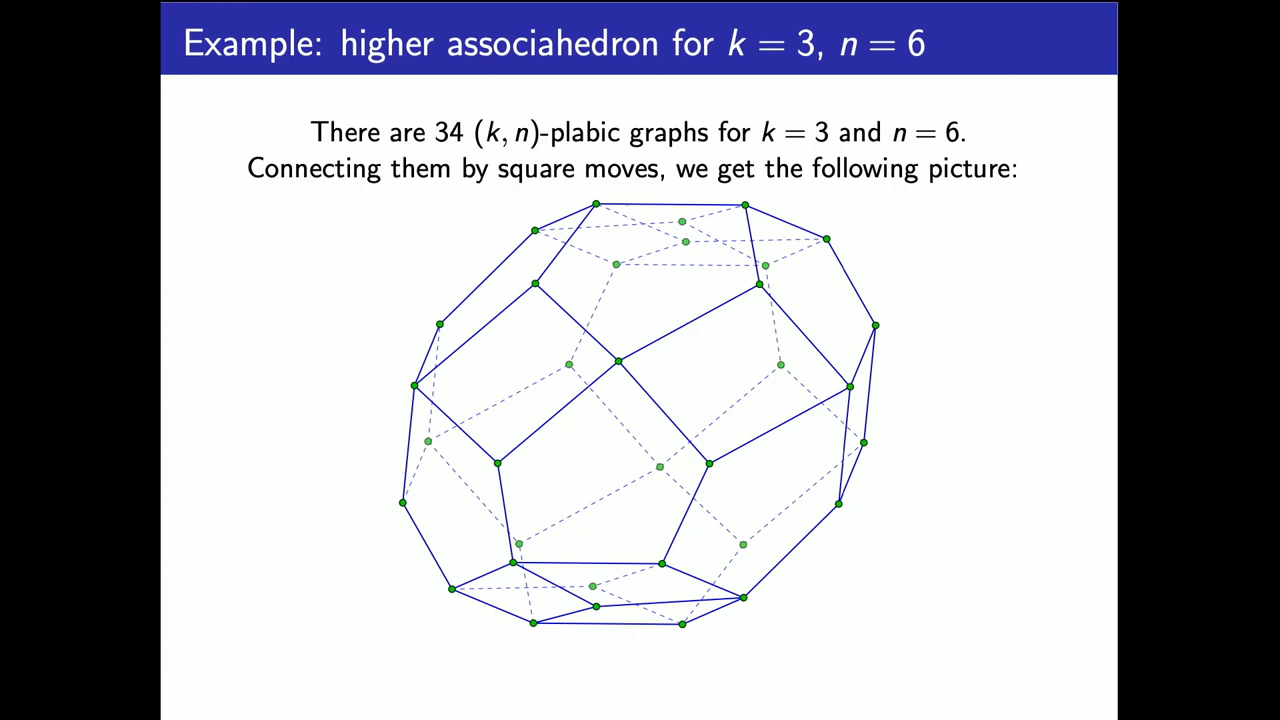 Example: higher associahedron for k = 3, n = 6
There are 34 (k, n)-plabic graphs for k = 3 and n = 6.
Connecting them by square moves, we get the following picture: